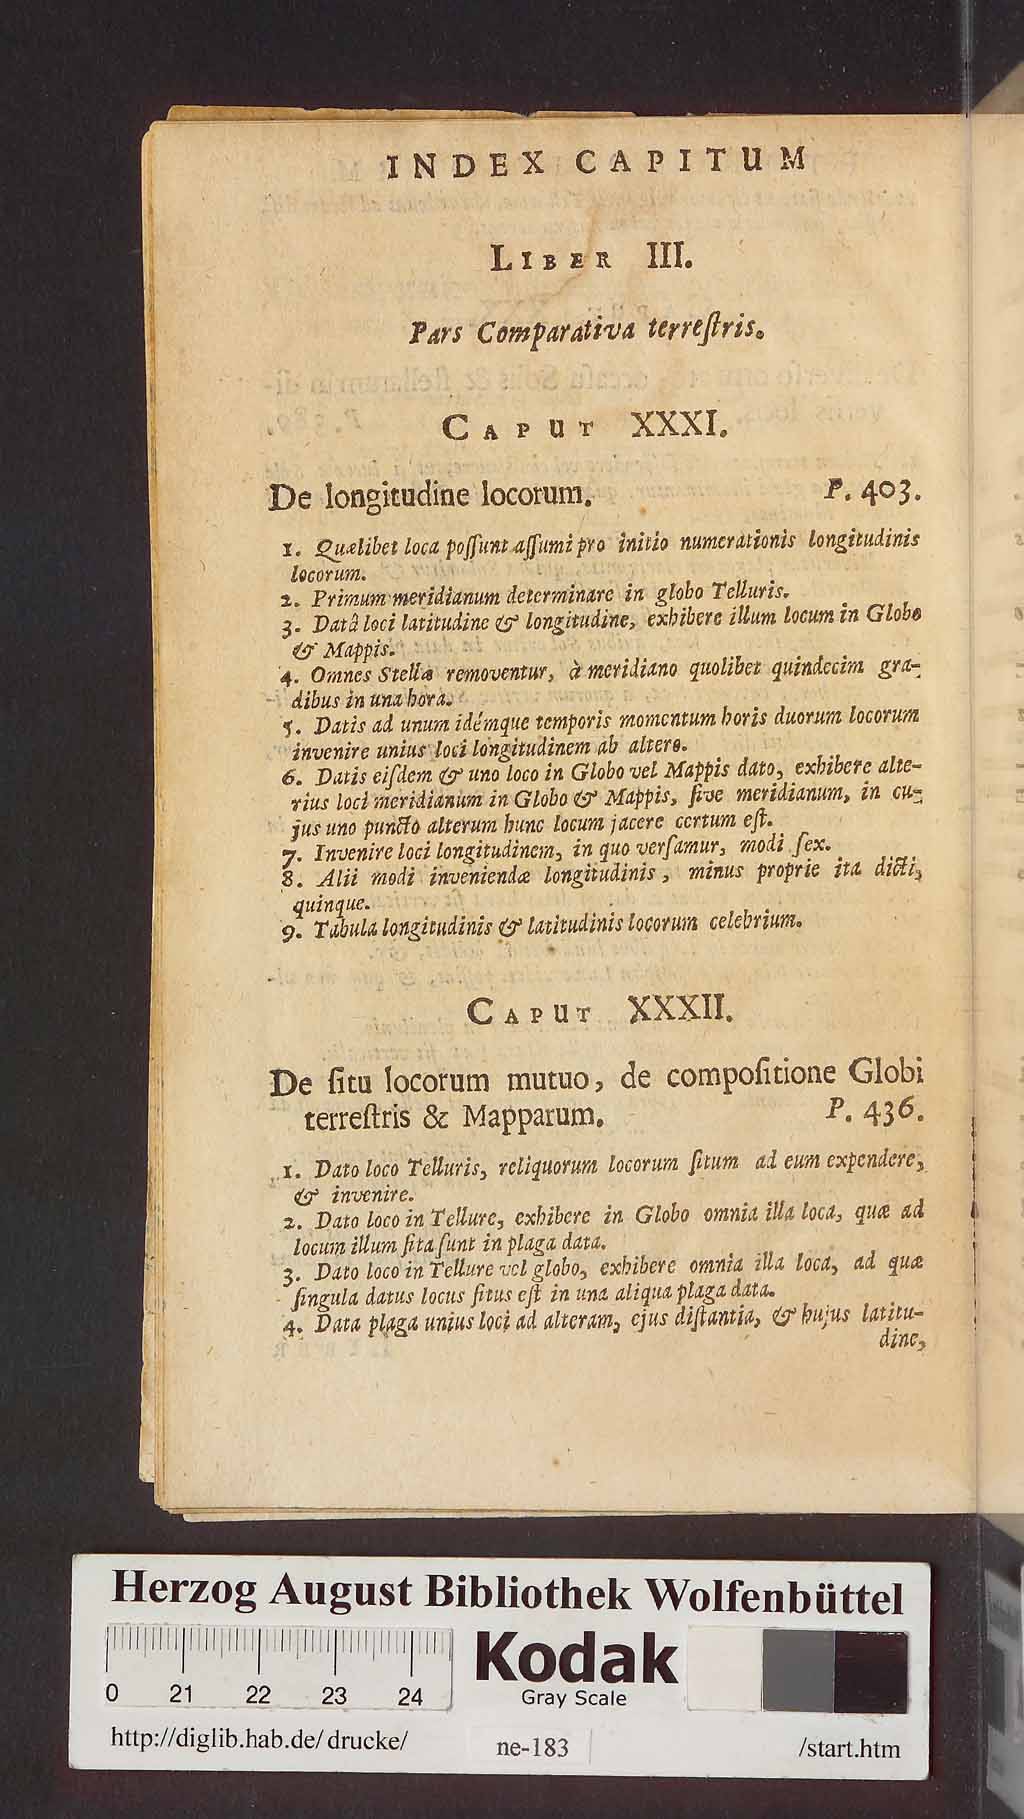 INDEX CAPITUM
LIBER III.
Pars Comparativa terreſtris.
CAPUT XXXI.
De longitudine locorum. P. 403.
1. Quælibet loca poſſunt aſſumi pro initio numerationis longitudinis
locorum.
2. Primum meridianum determinare in globo Telluris.
3. Datâ loci latitudine & longitudine, exhibere illum locum in Globo
& Mappis.
4. Omnes Stellæ removentur, à meridiano quolibet quindecim gra-
dibus in una hora.
5. Datis ad unum idémque temporis momentum horis duorum locorum
invenire unius loci longitudinem ab altero.
6. Datis eiſdem & uno loco in Globo vel Mappis dato, exhibere alte-
rius loci meridianum in Globo & Mappis, ſive meridianum, in cu-
jus uno puncto alterum hunc locum jacere certum eſt.
7. Invenire loci longitudinem, in quo verſamur, modi ſex.
8. Alii modi inveniendæ longitudinis, minus proprie ita dicti,
quinque.
9. Tabula longitudinis & latitudinis locorum celebrium.
CAPUT XXXII.
De ſitu locorum mutuo, de compoſitione Globi
terreſtris & Mapparum. P. 436.
1. Dato loco Telluris, reliquorum locorum ſitum ad eum expendere,
& invenire.
2. Dato loco in Tellure, exhibere in Globo omnia illa loca, quæ ad
locum illum ſita ſunt in plaga data.
3. Dato loco in Tellure vel globo, exhibere omnia illa loca, ad quæ
ſingula datus locus ſitus eſt in una aliqua plaga data.
4. Data plaga unius loci ad alteram, ejus diſtantia, & hujus latitu-
dine,
Herzog August Bibliothek Wolfenbüttel
0 21 22 23 24
Kodak
Gray Scale
http://diglib.hab.de/drucke/ ne-183 /start.htm